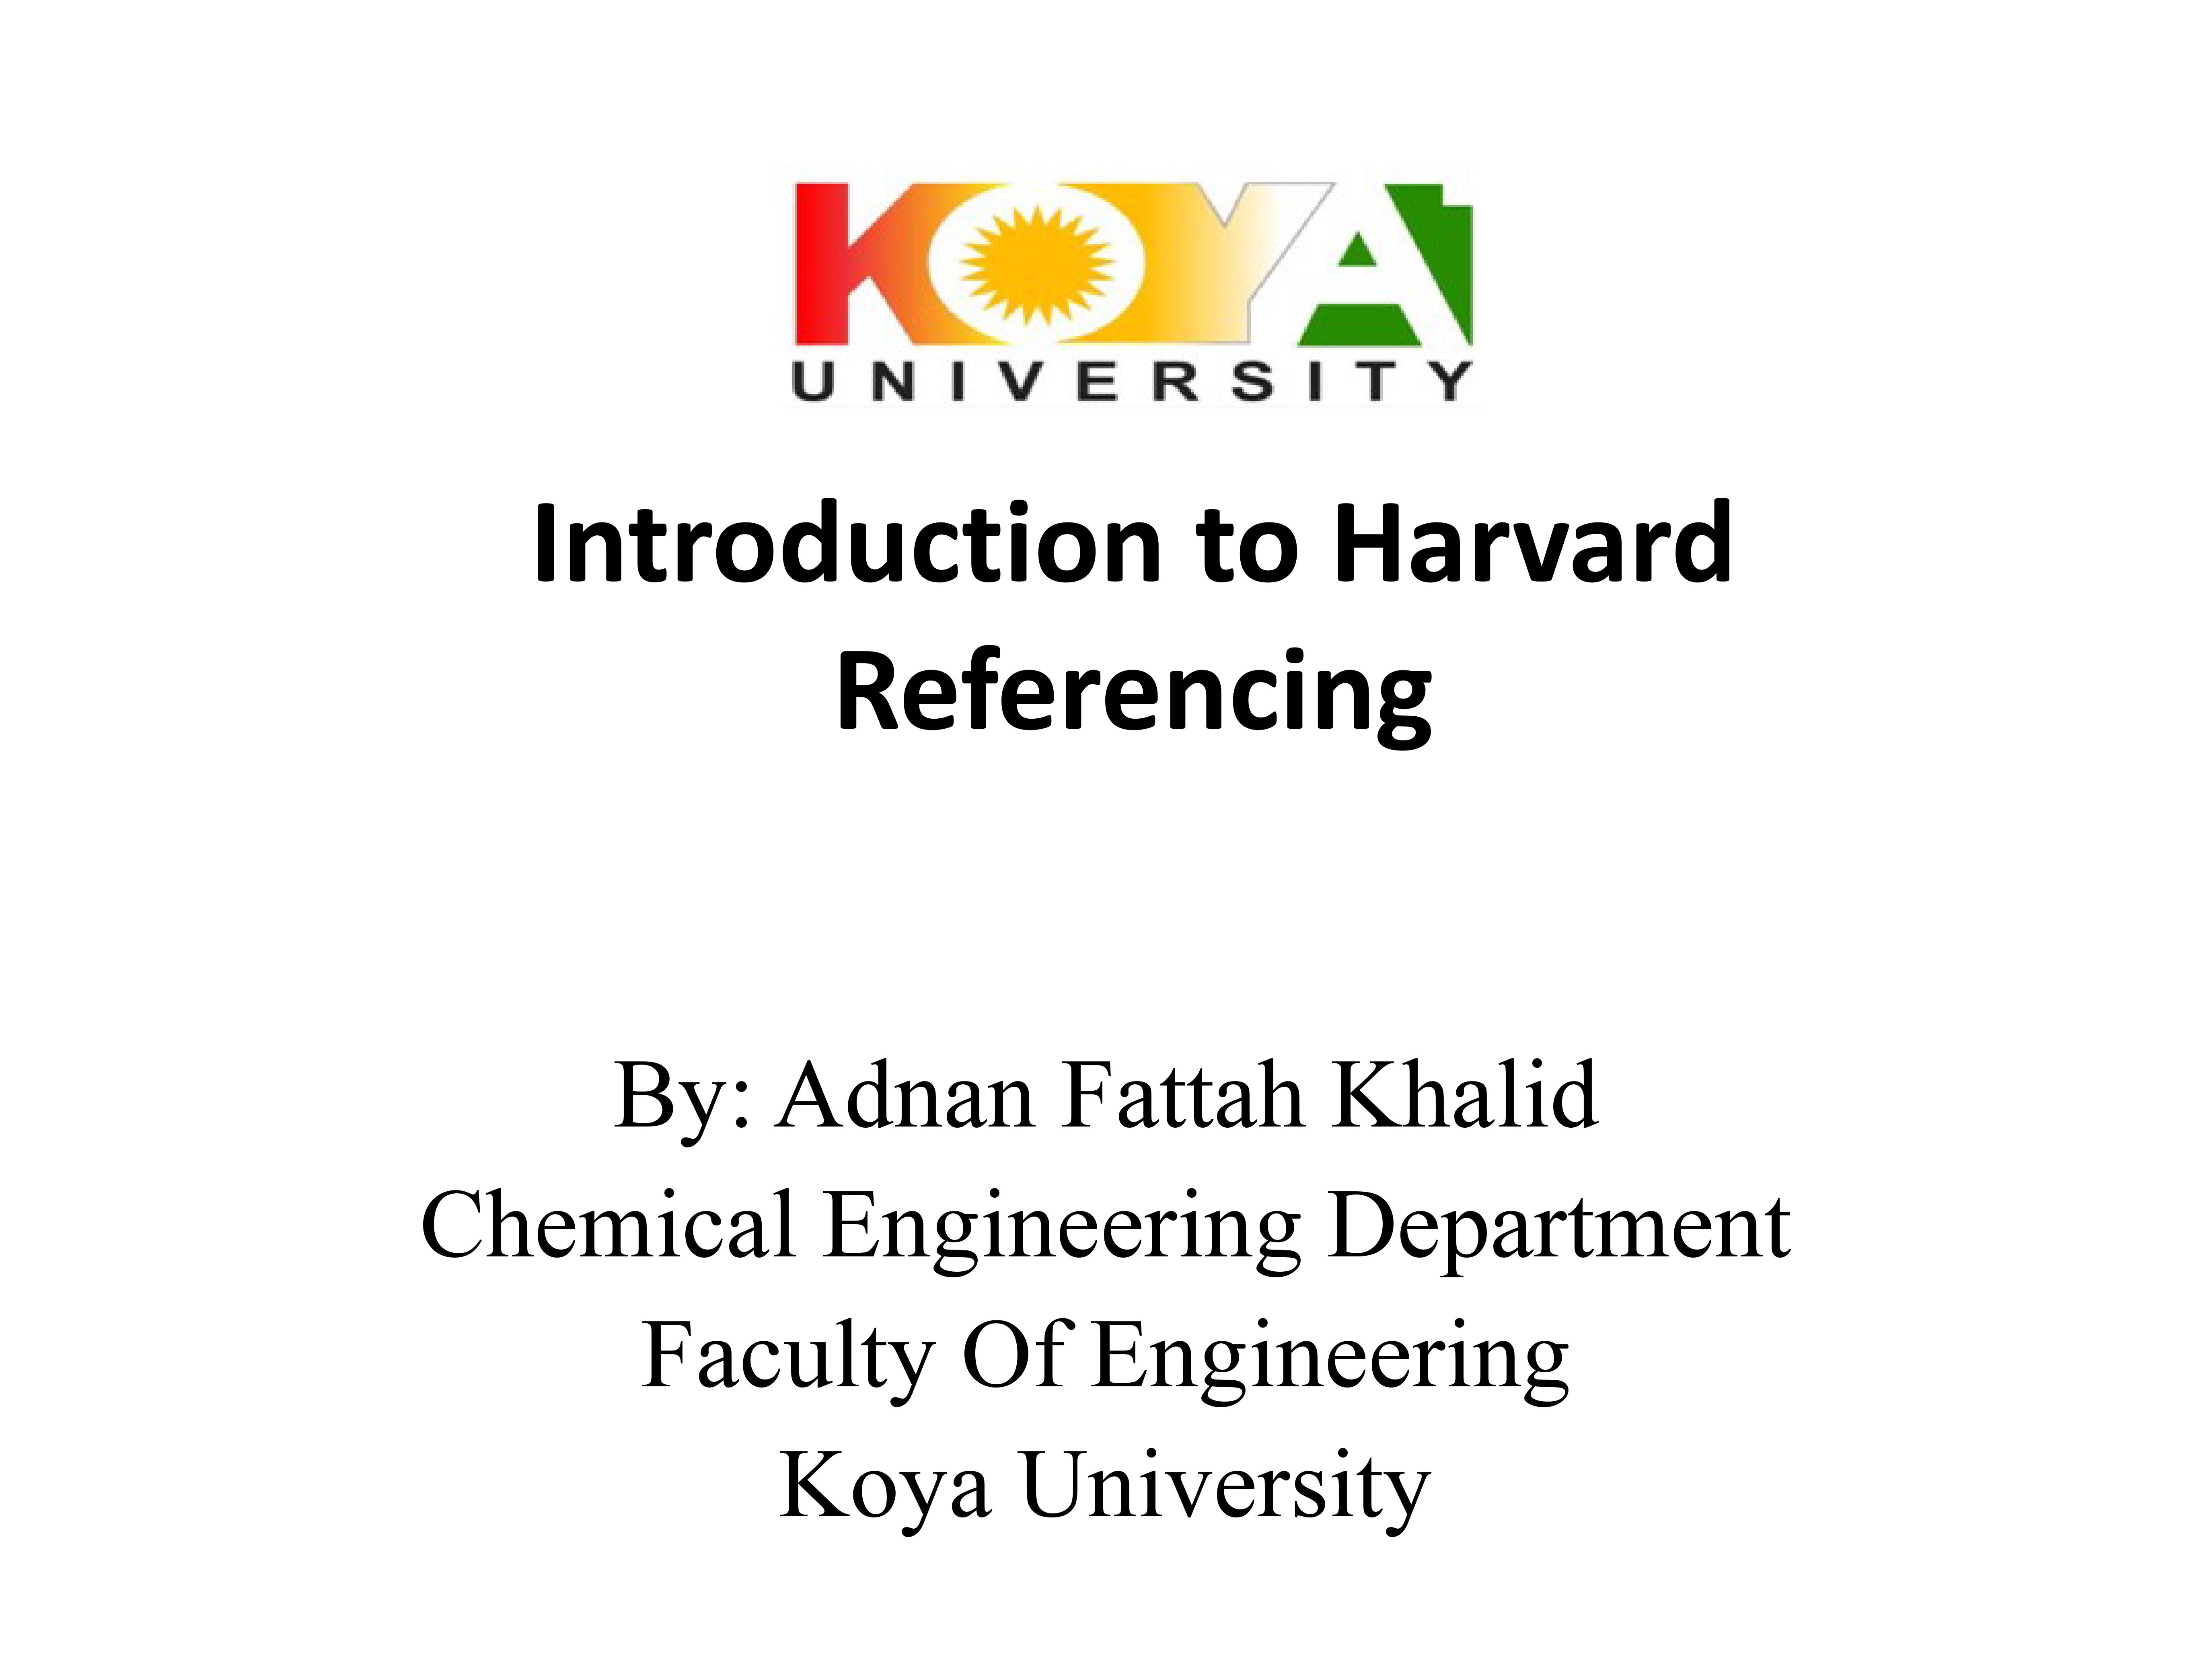 KOYA
UNIVERSITY
Introduction to Harvard
Referencing
By: Adnan Fattah Khalid
Chemical Engineering Department
Faculty Of Engineering
Koya University